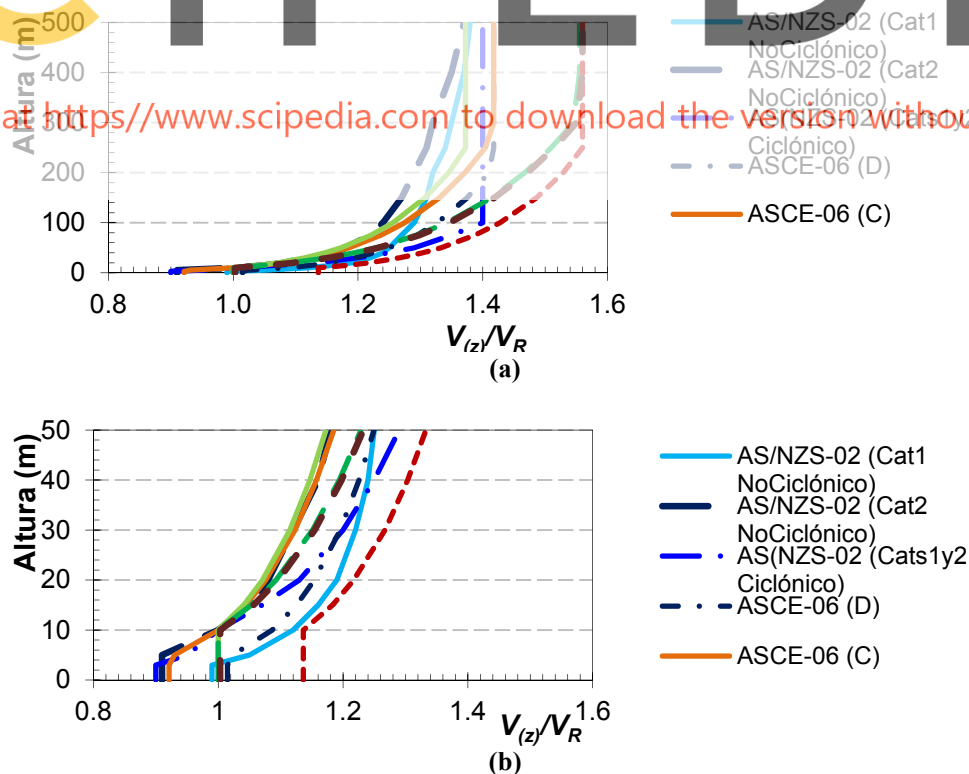 500
400
300
200
100
0
Altura (m)
0.8 1.0 1.2 1.4 1.6
V(z)/VR
(a)
AS/NZS-02 (Cat1
NoCiclónico)
AS/NZS-02 (Cat2
NoCiclónico)
AS(NZS-02 (Cats1y2
Ciclónico)
ASCE-06 (D)
ASCE-06 (C)
at https//www.scipedia.com to download the version
50
40
30
20
10
0
Altura (m)
0.8 1 1.2 1.4 1.6
V(z)/VR
(b)
AS/NZS-02 (Cat1
NoCiclónico)
AS/NZS-02 (Cat2
NoCiclónico)
AS(NZS-02 (Cats1y2
Ciclónico)
ASCE-06 (D)
ASCE-06 (C)